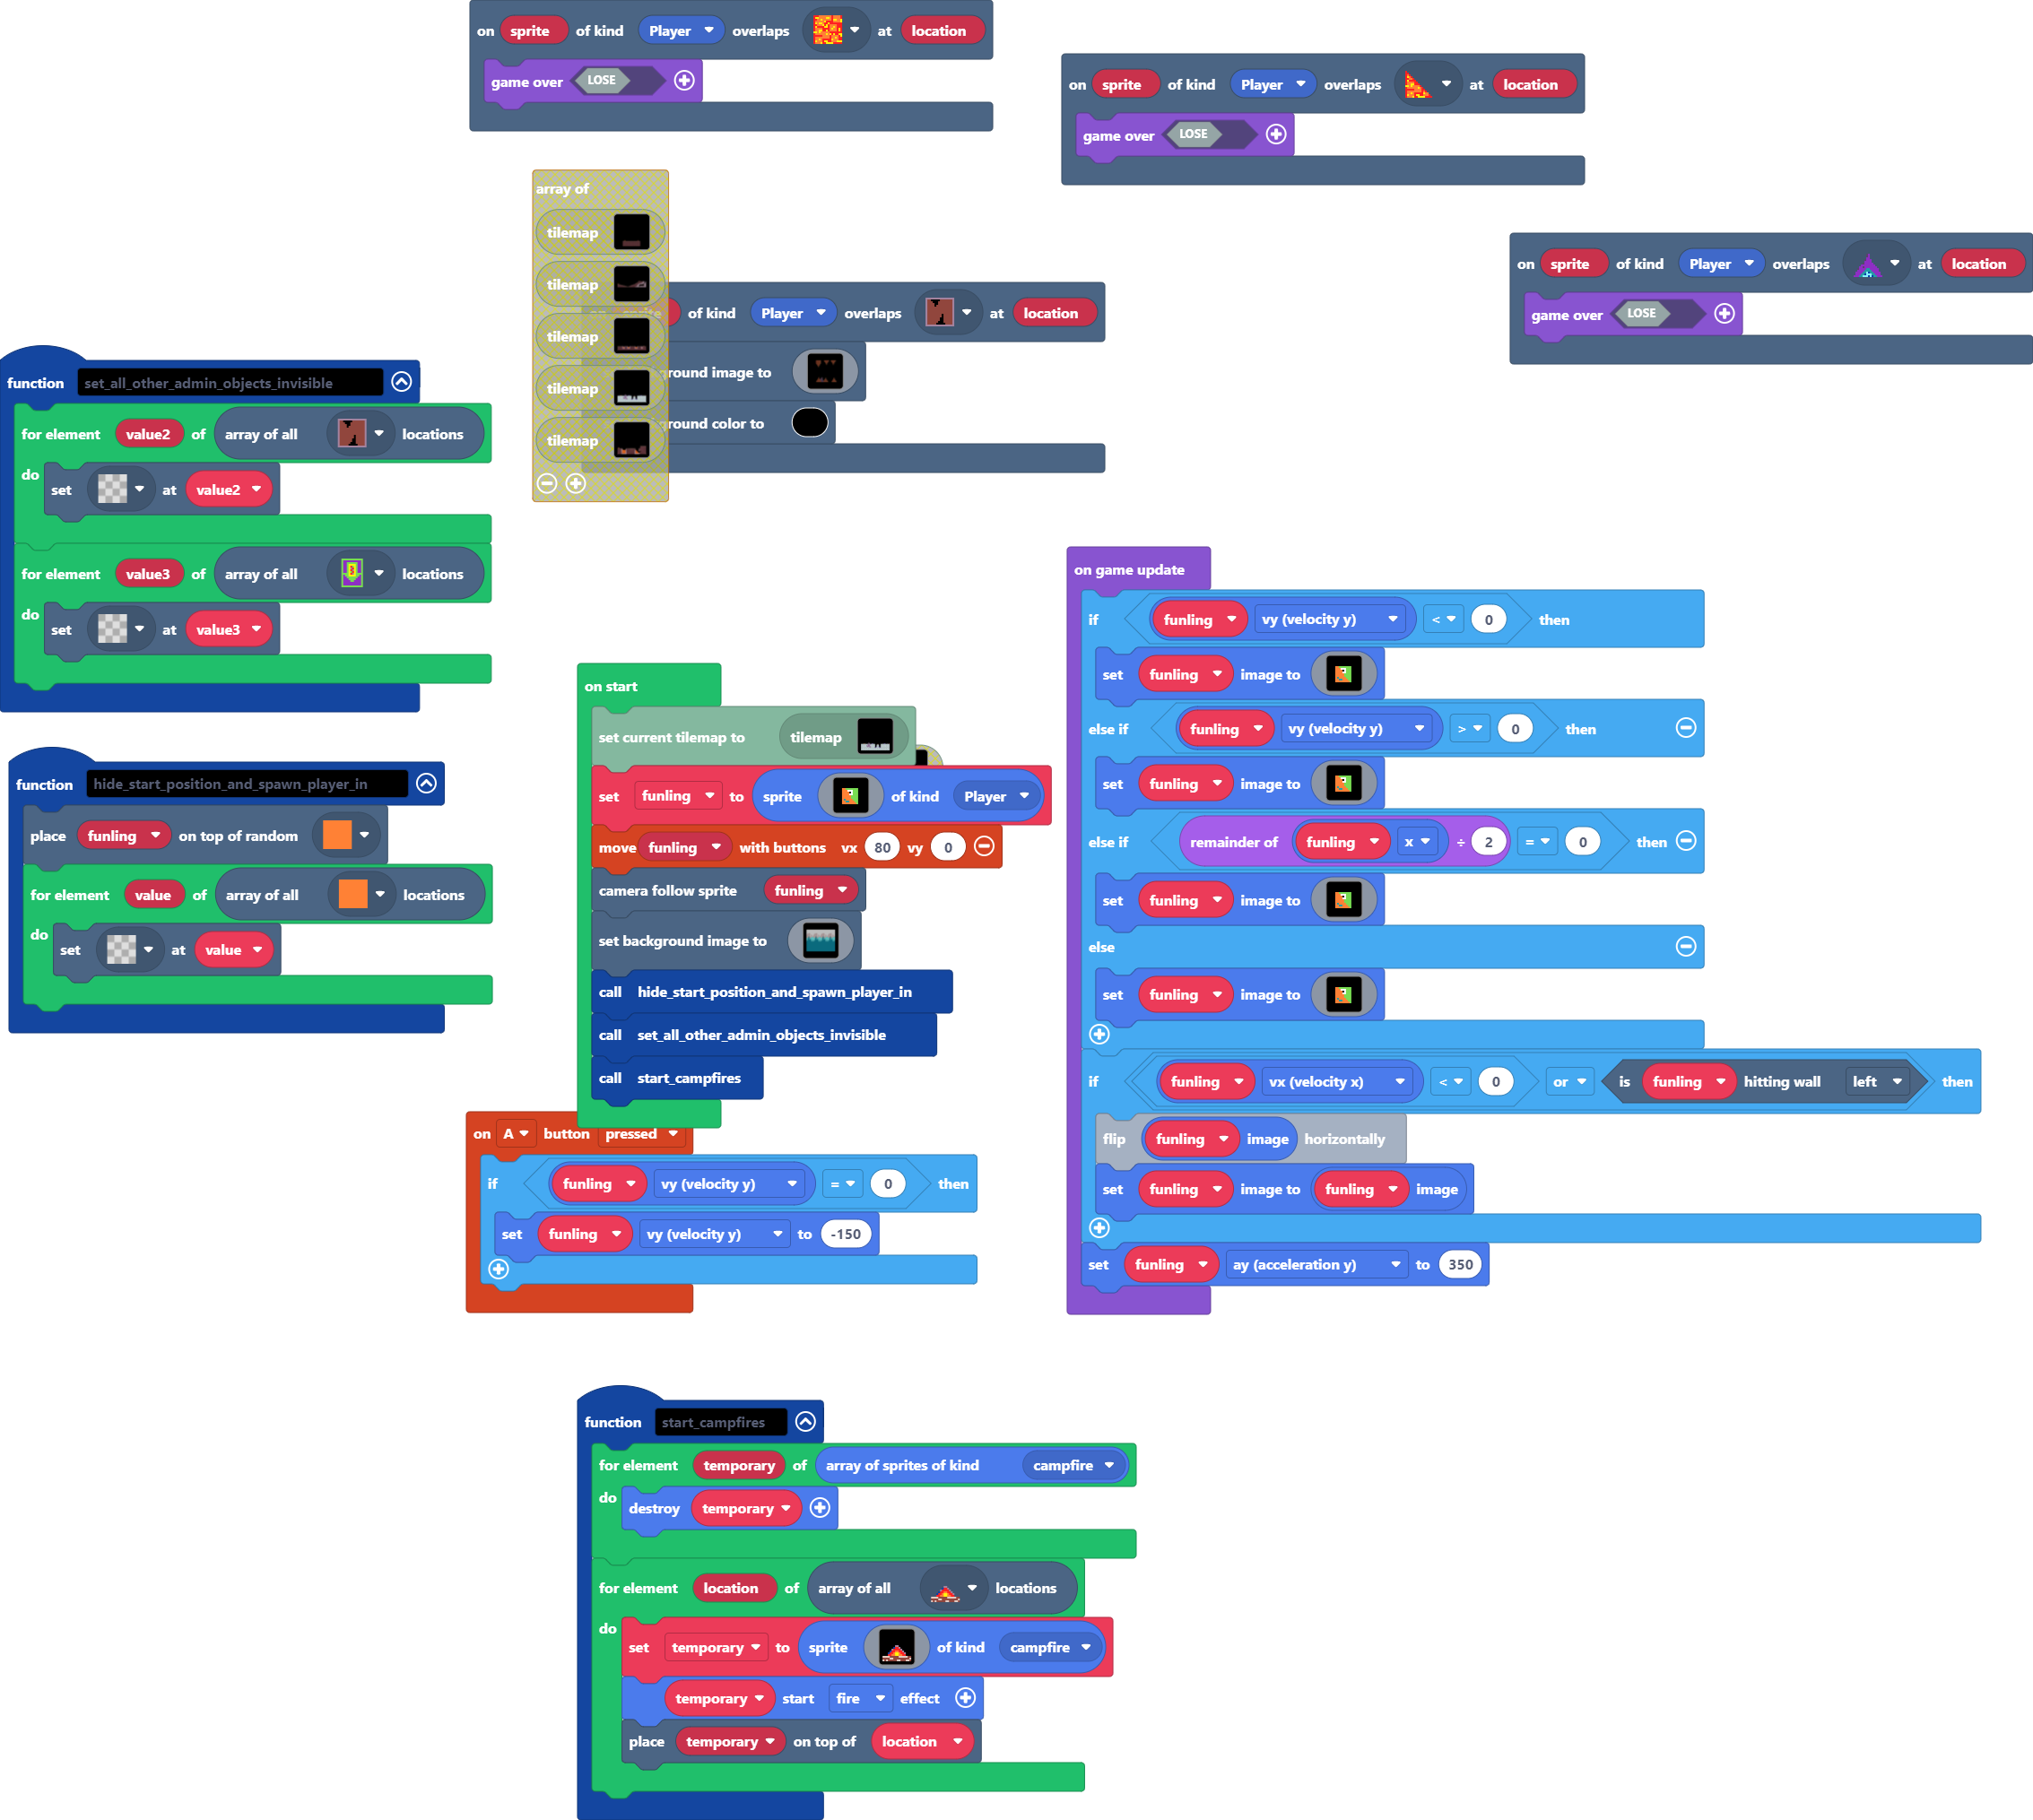 on sprite of kind Player overlaps at location
game over LOSE
on sprite of kind Player overlaps at location
game over LOSE
on sprite of kind Player overlaps at location
game over LOSE
array of
tilemap
tilemap
tilemap
tilemap
tilemap
of kind Player overlaps at location
ground image to
ground color to
function set_all_other_admin_objects_invisible
for element value2 of array of all locations
do
set at value2
for element value3 of array of all locations
do
set at value3
function hide_start_position_and_spawn_player_in
place funling on top of random
for element value of array of all locations
do
set at value
on start
set current tilemap to tilemap
set funling to sprite of kind Player
move funling with buttons vx 80 vy 0
camera follow sprite funling
set background image to
call hide_start_position_and_spawn_player_in
call set_all_other_admin_objects_invisible
call start_campfires
on A button pressed
if funling vy (velocity y) = 0 then
set funling vy (velocity y) to -150
on game update
if funling vy (velocity y) < 0 then
set funling image to
else if funling vy (velocity y) > 0 then
set funling image to
else if remainder of funling x ÷ 2 = 0 then
set funling image to
else
set funling image to
if funling vx (velocity x) < 0 or is funling hitting wall left then
flip funling image horizontally
set funling image to funling image
set funling ay (acceleration y) to 350
function start_campfires
for element temporary of array of sprites of kind campfire
do
destroy temporary
for element location of array of all locations
do
set temporary to sprite of kind campfire
temporary start fire effect
place temporary on top of location